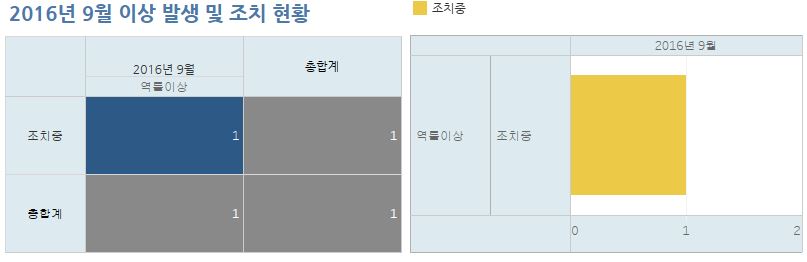 2016년 9월 이상 발생 및 조치 현황
조치중
2016년 9월
총합계
역률이상
조치중
1
1
총합계
1
1
2016년 9월
역률이상
조치중
0
1
2